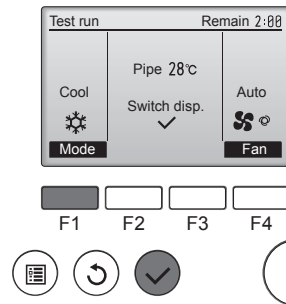 Test run Remain 2:00
Pipe 28℃
Cool Auto
Switch disp.
Mode Fan
F1 F2 F3 F4